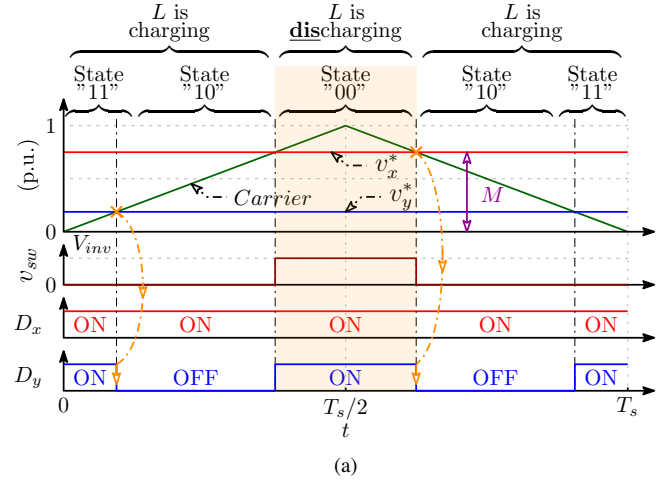 L is charging
L is discharging
L is charging
State "11"
State "10"
State "00"
State "10"
State "11"
(p.u.)
1
0
v*x
Carrier
v*y
M
Vinv
vsw
0
Dx
ON
ON
ON
ON
ON
Dy
ON
OFF
ON
OFF
ON
0
Ts/2
Ts
t
(a)